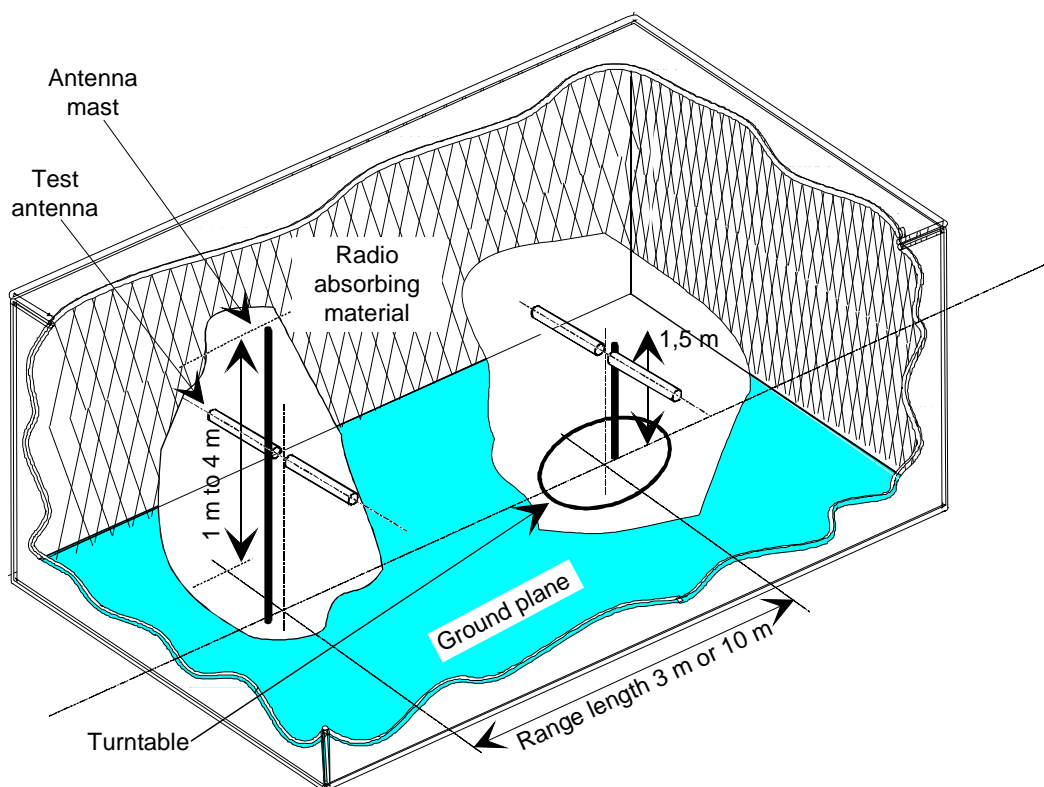 Antenna
mast
Test
antenna
Radio
absorbing
material
1,5 m
1 m to 4 m
Ground plane
Range length 3 m or 10 m
Turntable